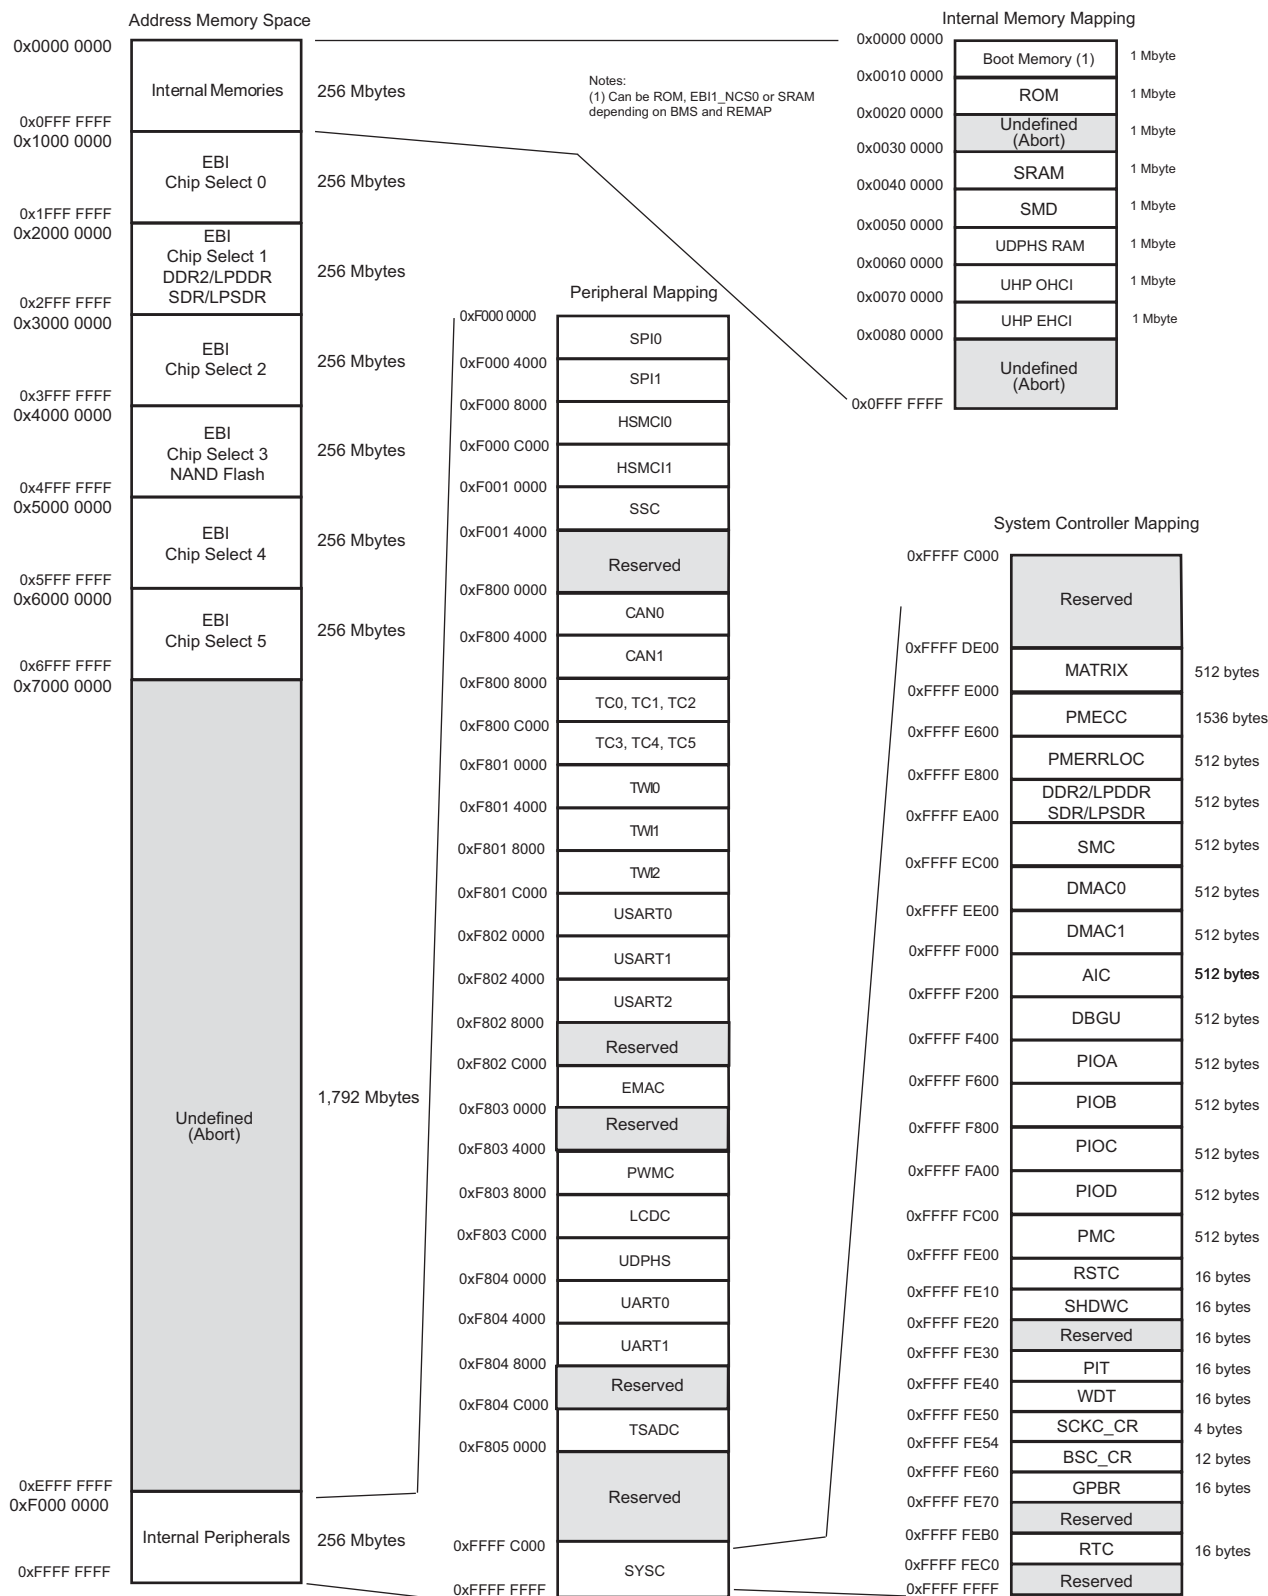 Address Memory Space
0x0000 0000
Internal Memories
256 Mbytes
0x0FFF FFFF
0x1000 0000
EBI
Chip Select 0
256 Mbytes
0x1FFF FFFF
0x2000 0000
EBI
Chip Select 1
DDR2/LPDDR
SDR/LPSDR
256 Mbytes
0x2FFF FFFF
0x3000 0000
EBI
Chip Select 2
256 Mbytes
0x3FFF FFFF
0x4000 0000
EBI
Chip Select 3
NAND Flash
256 Mbytes
0x4FFF FFFF
0x5000 0000
EBI
Chip Select 4
256 Mbytes
0x5FFF FFFF
0x6000 0000
EBI
Chip Select 5
256 Mbytes
0x6FFF FFFF
0x7000 0000
Undefined
(Abort)
1,792 Mbytes
0xEFFF FFFF
0xF000 0000
Internal Peripherals
256 Mbytes
0xFFFF FFFF
Notes:
(1) Can be ROM, EBI1_NCS0 or SRAM
depending on BMS and REMAP
Peripheral Mapping
0xF000 0000
SPI0
0xF000 4000
SPI1
0xF000 8000
HSMCI0
0xF000 C000
HSMCI1
0xF001 0000
SSC
0xF001 4000
Reserved
0xF800 0000
CAN0
0xF800 4000
CAN1
0xF800 8000
TC0, TC1, TC2
0xF800 C000
TC3, TC4, TC5
0xF801 0000
TWI0
0xF801 4000
TWI1
0xF801 8000
TWI2
0xF801 C000
USART0
0xF802 0000
USART1
0xF802 4000
USART2
0xF802 8000
Reserved
0xF802 C000
EMAC
0xF803 0000
Reserved
0xF803 4000
PWMC
0xF803 8000
LCDC
0xF803 C000
UDPHS
0xF804 0000
UART0
0xF804 4000
UART1
0xF804 8000
Reserved
0xF804 C000
TSADC
0xF805 0000
Reserved
0xFFFF C000
SYSC
0xFFFF FFFF
Internal Memory Mapping
0x0000 0000
Boot Memory (1)
1 Mbyte
0x0010 0000
ROM
1 Mbyte
0x0020 0000
Undefined
(Abort)
1 Mbyte
0x0030 0000
SRAM
1 Mbyte
0x0040 0000
SMD
1 Mbyte
0x0050 0000
UDPHS RAM
1 Mbyte
0x0060 0000
UHP OHCI
1 Mbyte
0x0070 0000
UHP EHCI
1 Mbyte
0x0080 0000
Undefined
(Abort)
0x0FFF FFFF
System Controller Mapping
0xFFFF C000
Reserved
0xFFFF DE00
MATRIX
512 bytes
0xFFFF E000
PMECC
1536 bytes
0xFFFF E600
PMERRLOC
512 bytes
0xFFFF E800
DDR2/LPDDR
SDR/LPSDR
512 bytes
0xFFFF EA00
SMC
512 bytes
0xFFFF EC00
DMAC0
512 bytes
0xFFFF EE00
DMAC1
512 bytes
0xFFFF F000
AIC
512 bytes
0xFFFF F200
DBGU
512 bytes
0xFFFF F400
PIOA
512 bytes
0xFFFF F600
PIOB
512 bytes
0xFFFF F800
PIOC
512 bytes
0xFFFF FA00
PIOD
512 bytes
0xFFFF FC00
PMC
512 bytes
0xFFFF FE00
RSTC
16 bytes
0xFFFF FE10
SHDWC
16 bytes
0xFFFF FE20
Reserved
16 bytes
0xFFFF FE30
PIT
16 bytes
0xFFFF FE40
WDT
16 bytes
0xFFFF FE50
SCKC_CR
4 bytes
0xFFFF FE54
BSC_CR
12 bytes
0xFFFF FE60
GPBR
16 bytes
0xFFFF FE70
Reserved
0xFFFF FEB0
RTC
16 bytes
0xFFFF FEC0
Reserved
0xFFFF FFFF